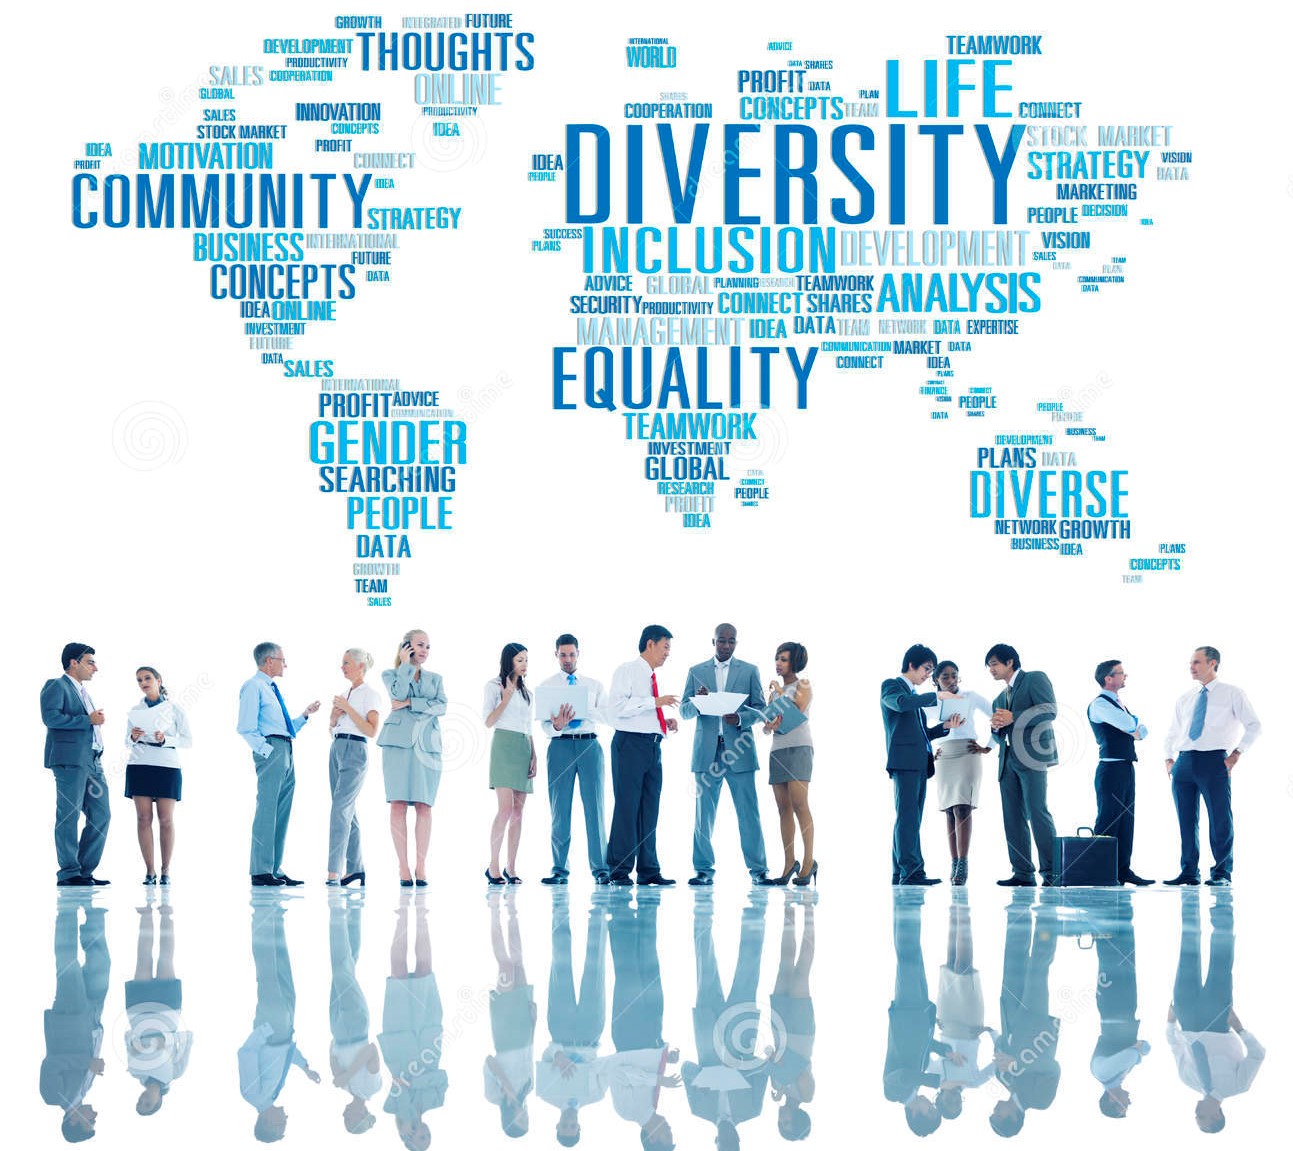 GROWTH INTEGRATED FUTURE
DEVELOPMENT THOUGHTS
PRODUCTIVITY
SALES COOPERATION ONLINE
GLOBAL
SALES INNOVATION PRODUCTIVITY
STOCK MARKET CONCEPTS IDEA
IDEA MOTIVATION PROFIT
PROFIT CONNECT
COMMUNITY IDEA
STRATEGY
BUSINESS INTERNATIONAL
FUTURE
CONCEPTS DATA
IDEA ONLINE
INVESTMENT
FUTURE
DATA SALES
INTERNATIONAL
PROFIT ADVICE
COMMUNICATION
GENDER
SEARCHING
PEOPLE
DATA
GROWTH
TEAM
SALES
INTERNATIONAL
WORLD
ADVICE TEAMWORK
DATA SHARES
PROFIT DATA LIFE
SHARES PLAN
COOPERATION CONCEPTS TEAM CONNECT
DIVERSITY STOCK MARKET
IDEA STRATEGY VISION
PEOPLE DATA
MARKETING
PEOPLE DECISION
IDEA
SUCCESS INCLUSION DEVELOPMENT VISION
PLANS SALES
DATA TEAM
PLAN
ADVICE GLOBAL PLANNING RESEARCH TEAMWORK ANALYSIS COMMUNICATION
DATA
SECURITY PRODUCTIVITY CONNECT SHARES
MANAGEMENT IDEA DATA TEAM NETWORK DATA EXPERTISE
EQUALITY COMMUNICATION MARKET DATA
CONNECT IDEA
PLANS
FINANCE CONNECT
VISION PEOPLE
DATA SHARES
TEAMWORK
INVESTMENT
GLOBAL
DATA
RESEARCH CONNECT
PEOPLE
PROFIT SHARES
IDEA
PEOPLE
FUTURE
BUSINESS
DEVELOPMENT TEAM
PLANS DATA
DIVERSE
NETWORK GROWTH
BUSINESS IDEA PLANS
CONCEPTS
TEAM
dreamstime
dreamstime
dreamstime
dreamstime